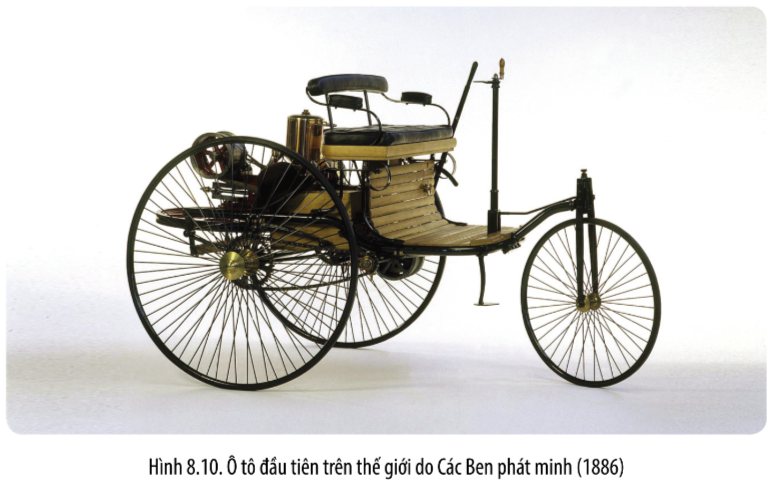 Hình 8.10. Ô tô đầu tiên trên thế giới do Các Ben phát minh (1886)